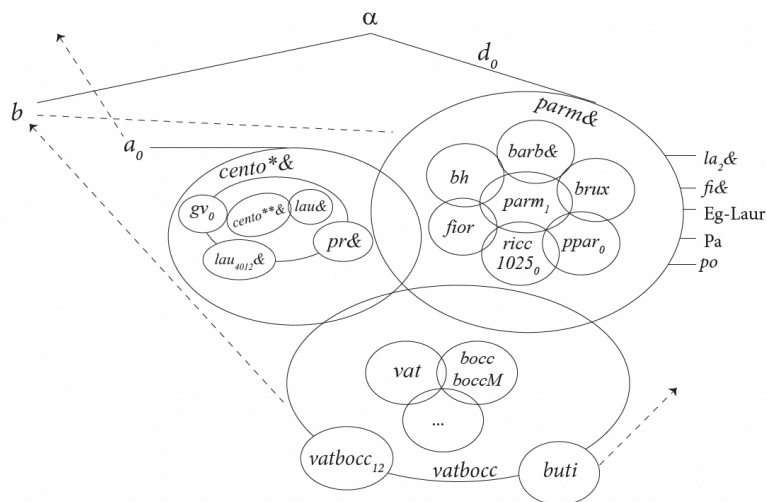 α
d₀
b
parm&
a₀
cento*&
barb&
la₂&
bh
fi&
brux
parm₁
gv₀
cento**&
lau&
Eg-Laur
fior
pr&
ricc
1025₀
ppar₀
Pa
lau₄₀₁₂&
po
vat
bocc
boccM
...
vatbocc₁₂
vatbocc
buti